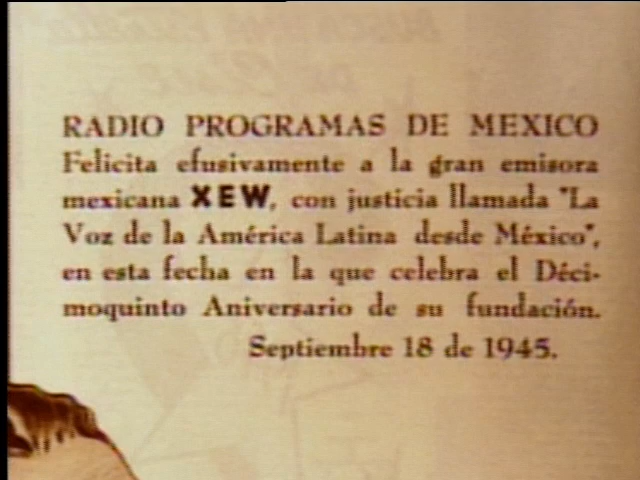 RADIO PROGRAMAS DE MEXICO
Felicita efusivamente a la gran emisora
mexicana XEW, con justicia llamada "La
Voz de la América Latina desde México",
en esta fecha en la que celebra el Déci-
moquinto Aniversario de su fundación.
Septiembre 18 de 1945.